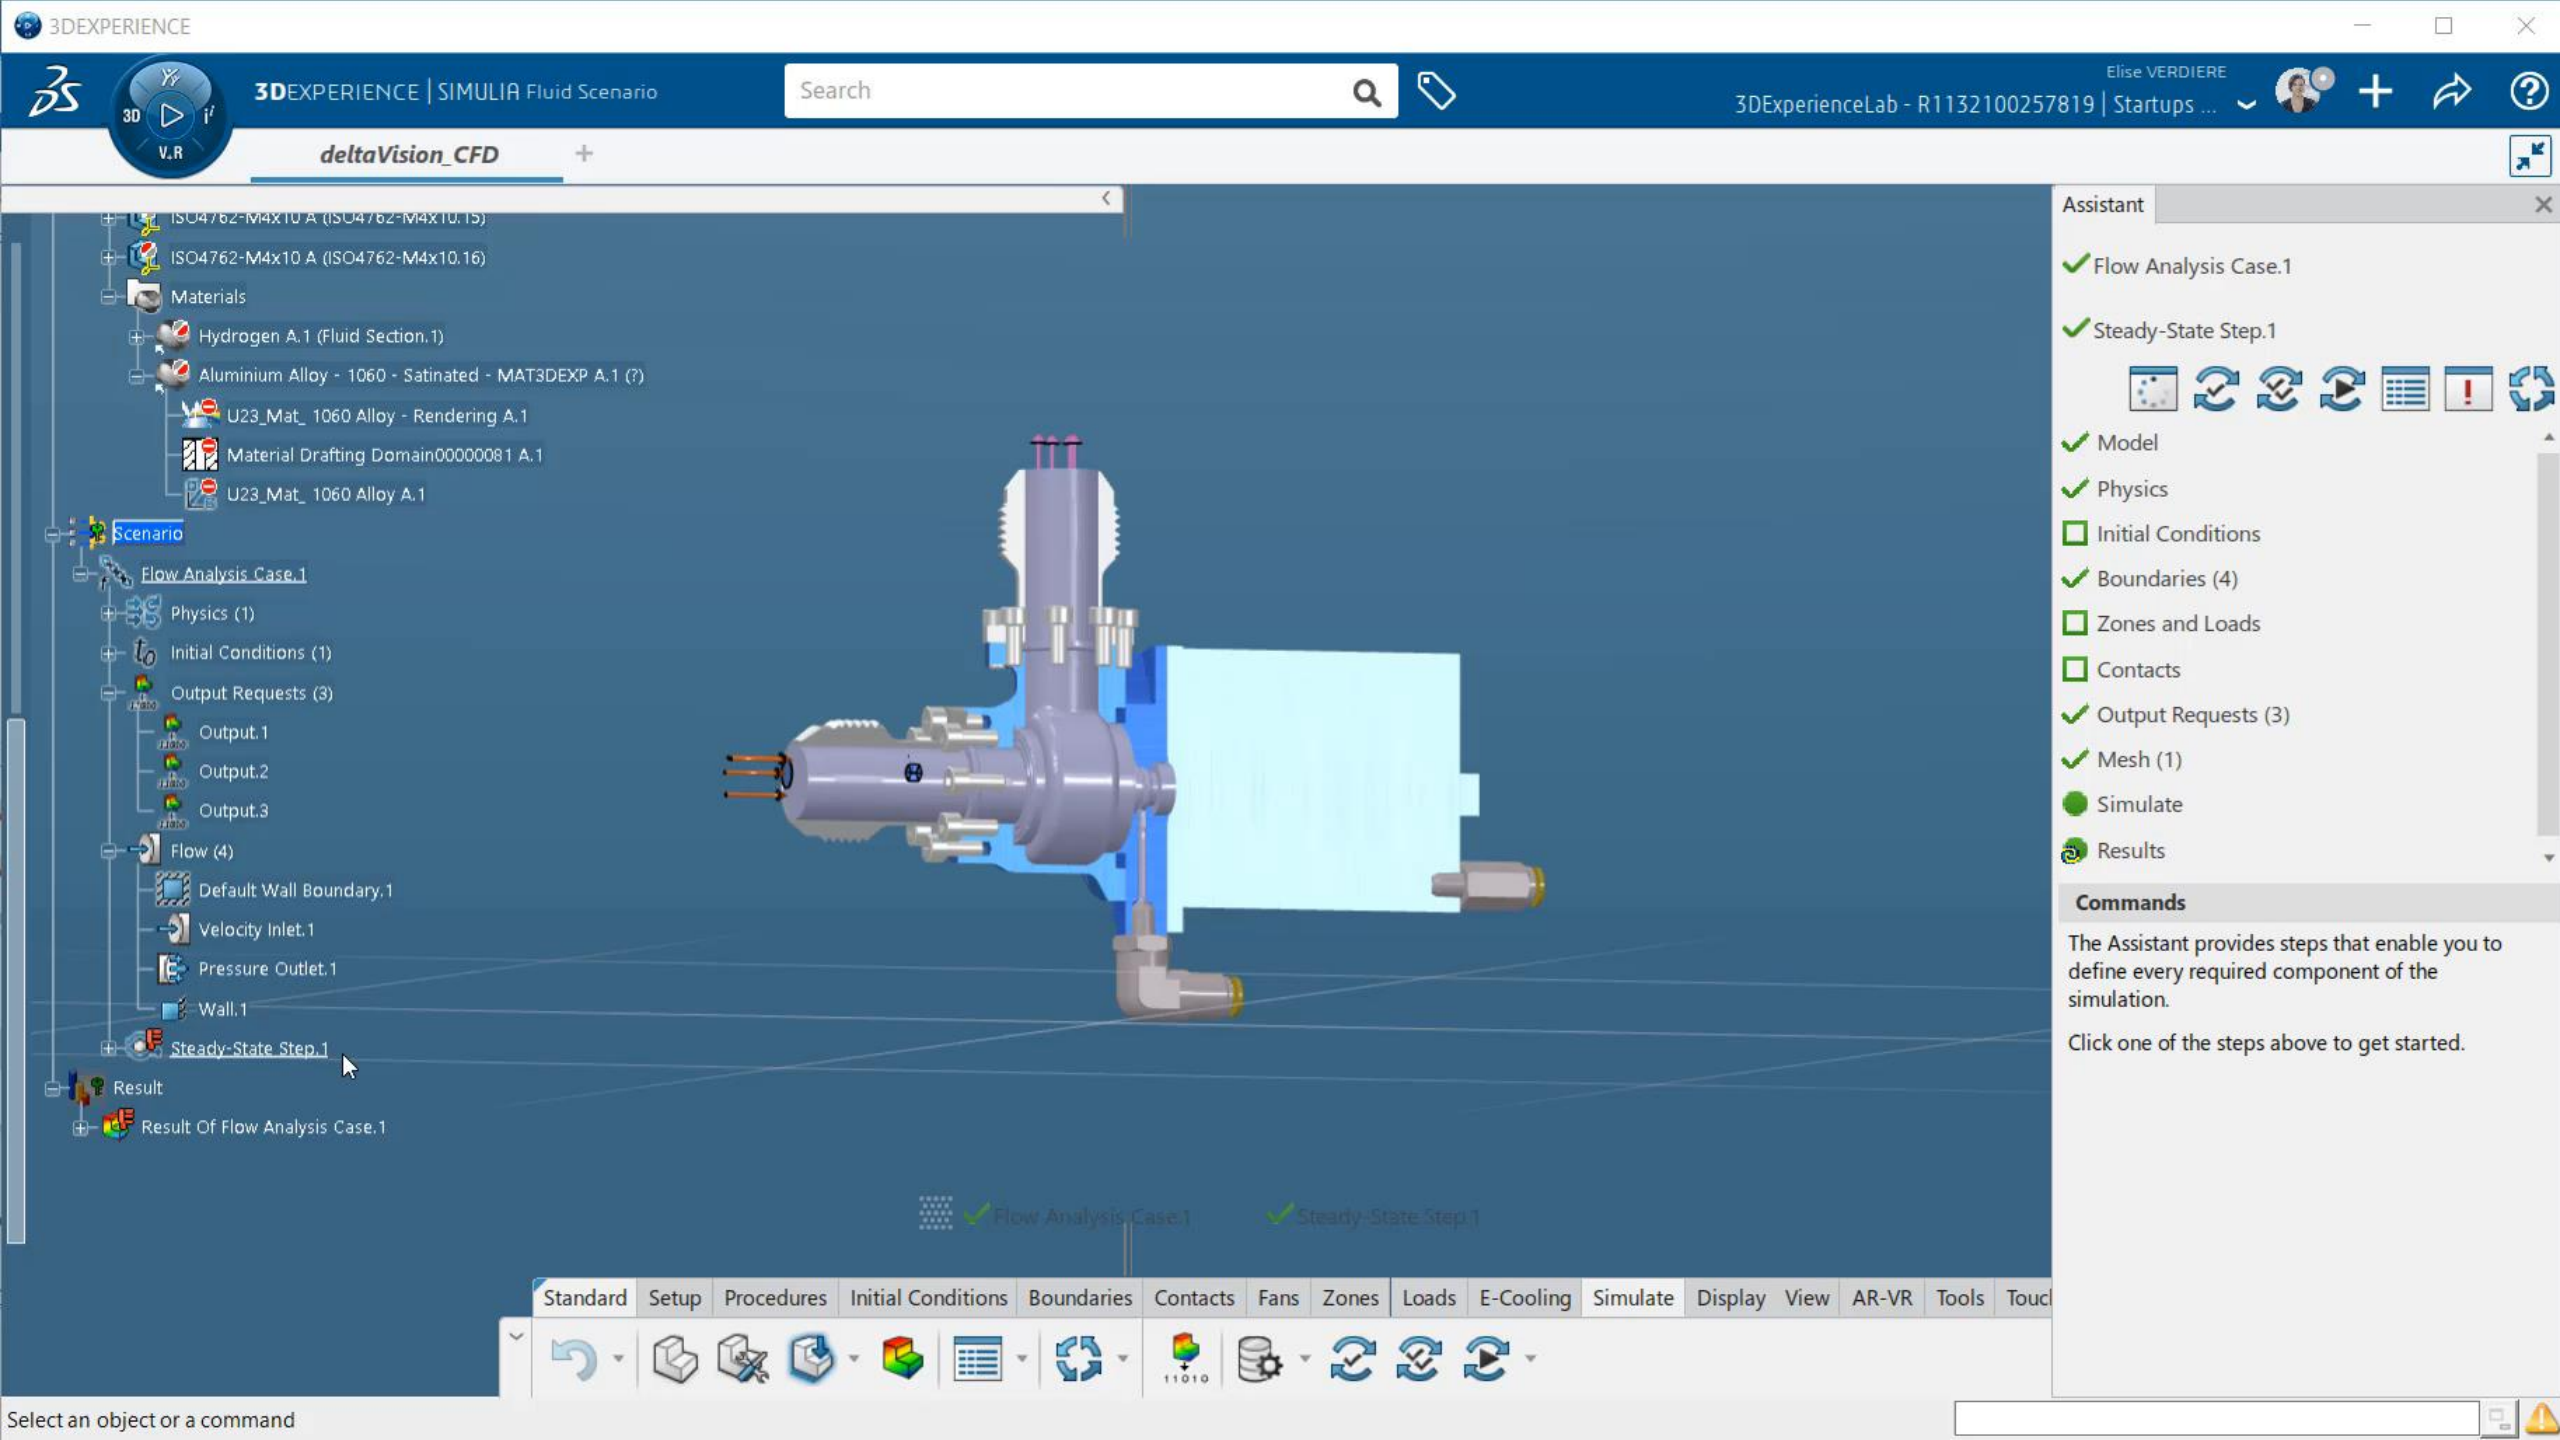 3DEXPERIENCE
3DEXPERIENCE | SIMULIA Fluid Scenario
Search
Elise VERDIERE
3DExperienceLab - R1132100257819 | Startups ...
3D
V.R
deltaVision_CFD
ISO4762-M4x10 A (ISO4762-M4x10.15)
ISO4762-M4x10 A (ISO4762-M4x10.16)
Materials
Hydrogen A.1 (Fluid Section.1)
Aluminium Alloy - 1060 - Satinated - MAT3DEXP A.1 (?)
U23_Mat_ 1060 Alloy - Rendering A.1
Material Drafting Domain00000081 A.1
U23_Mat_ 1060 Alloy A.1
Scenario
Flow Analysis Case.1
Physics (1)
Initial Conditions (1)
Output Requests (3)
Output.1
Output.2
Output.3
Flow (4)
Default Wall Boundary.1
Velocity Inlet.1
Pressure Outlet.1
Wall.1
Steady-State Step.1
Result
Result Of Flow Analysis Case.1
Flow Analysis Case.1
Steady-State Step.1
Assistant
Flow Analysis Case.1
Steady-State Step.1
Model
Physics
Initial Conditions
Boundaries (4)
Zones and Loads
Contacts
Output Requests (3)
Mesh (1)
Simulate
Results
Commands
The Assistant provides steps that enable you to
define every required component of the
simulation.
Click one of the steps above to get started.
Standard Setup Procedures Initial Conditions Boundaries Contacts Fans Zones Loads E-Cooling Simulate Display View AR-VR Tools Touc
11010
Select an object or a command